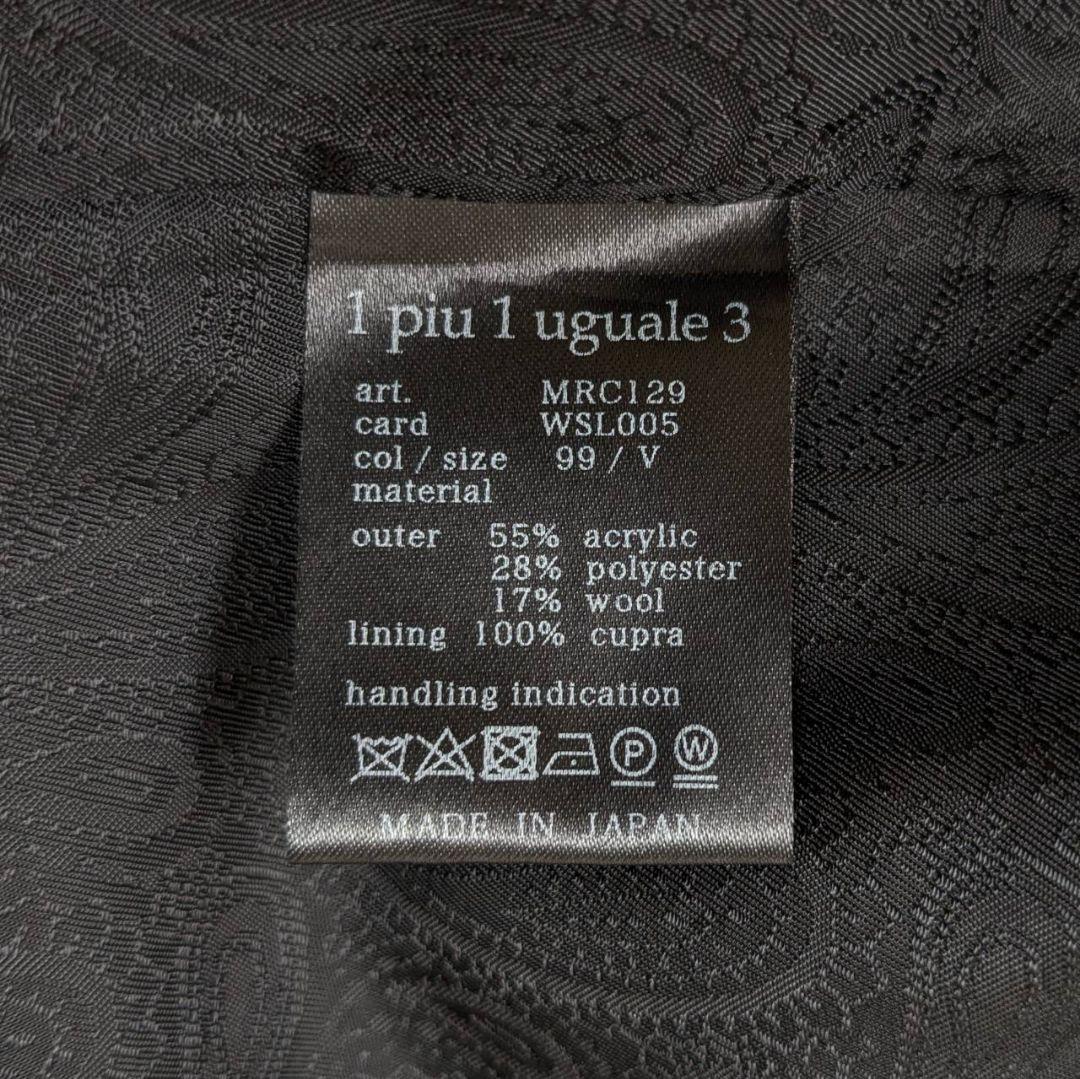 1 piu 1 uguale 3
art. MRC129
card WSL005
col / size 99 / V
material
outer 55% acrylic
28% polyester
17% wool
lining 100% cupra
handling indication
P W
MADE IN JAPAN